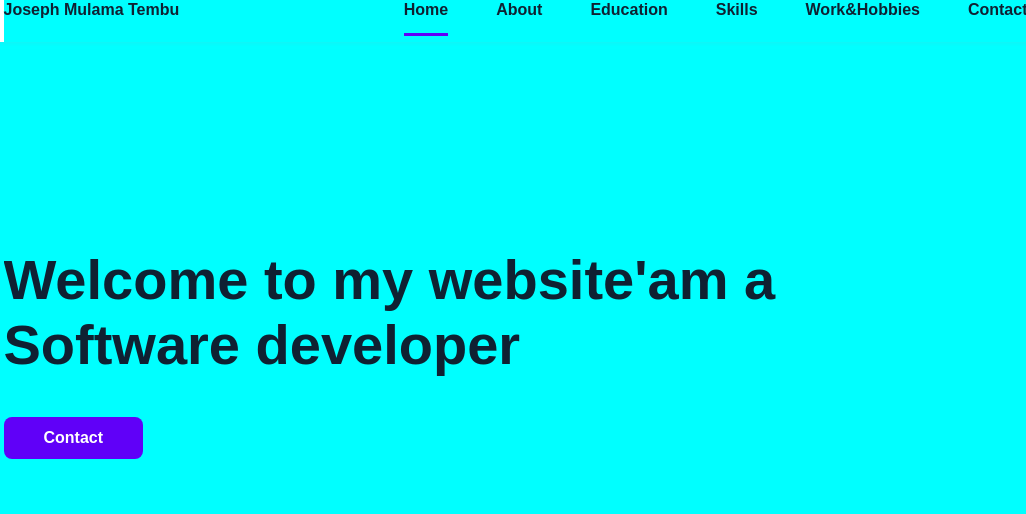 Joseph Mulama Tembu Home About Education Skills Work&Hobbies Contact
Welcome to my website'am a
Software developer
Contact